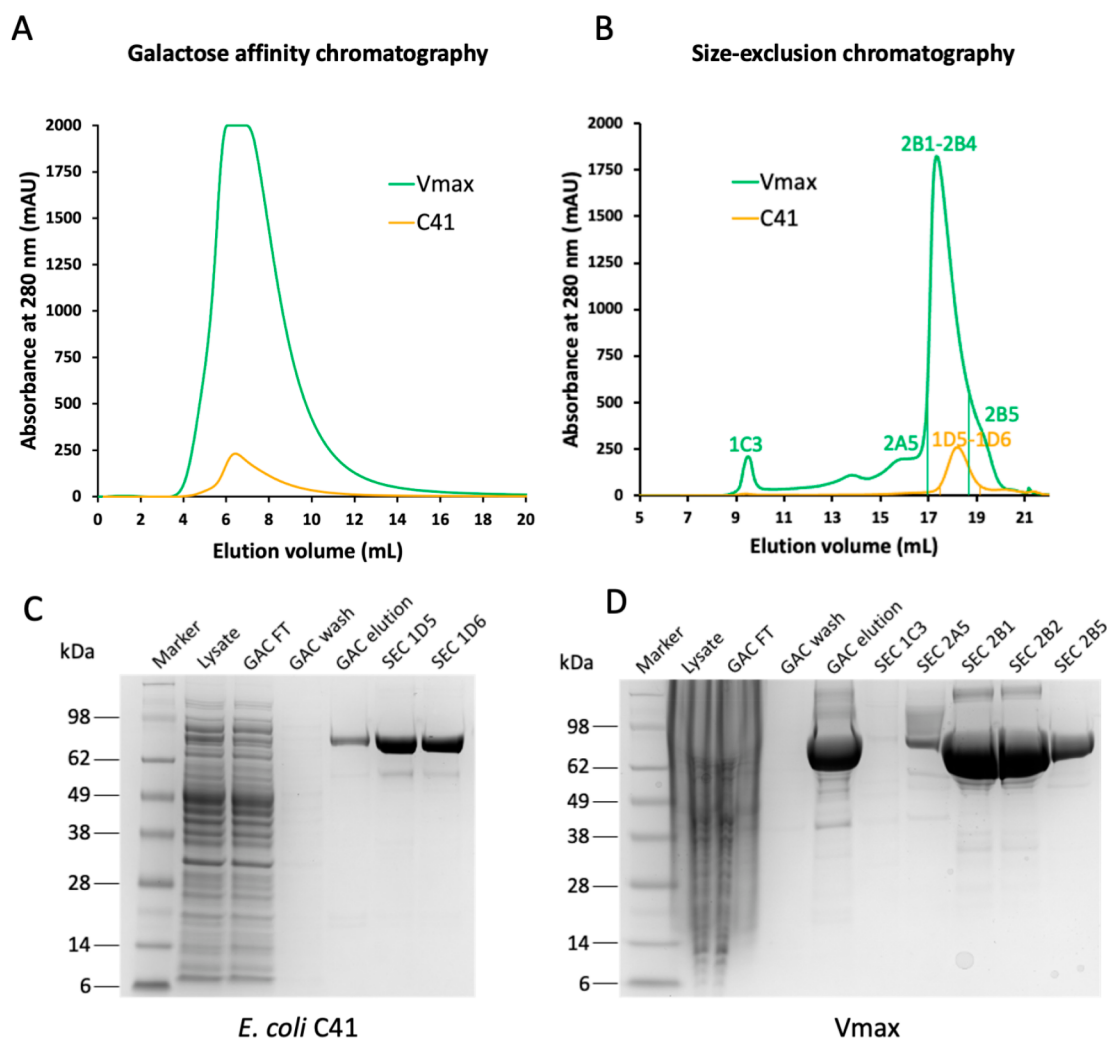 A
Galactose affinity chromatography
Absorbance at 280 nm (mAU)
2000
1750
1500
1250
1000
750
500
250
0
0 2 4 6 8 10 12 14 16 18 20
Elution volume (mL)
Vmax
C41
B
Size-exclusion chromatography
Absorbance at 280 nm (mAU)
2000
1750
1500
1250
1000
750
500
250
0
5 7 9 11 13 15 17 19 21
Elution volume (mL)
Vmax
C41
2B1-2B4
1C3
2A5
2B5
1D5-1D6
C
kDa
Marker
Lysate
GAC FT
GAC wash
GAC elution
SEC 1D5
SEC 1D6
98
62
49
38
28
14
6
E. coli C41
D
kDa
Marker
Lysate
GAC FT
GAC wash
GAC elution
SEC 1C3
SEC 2A5
SEC 2B1
SEC 2B2
SEC 2B5
98
62
49
38
28
14
6
Vmax